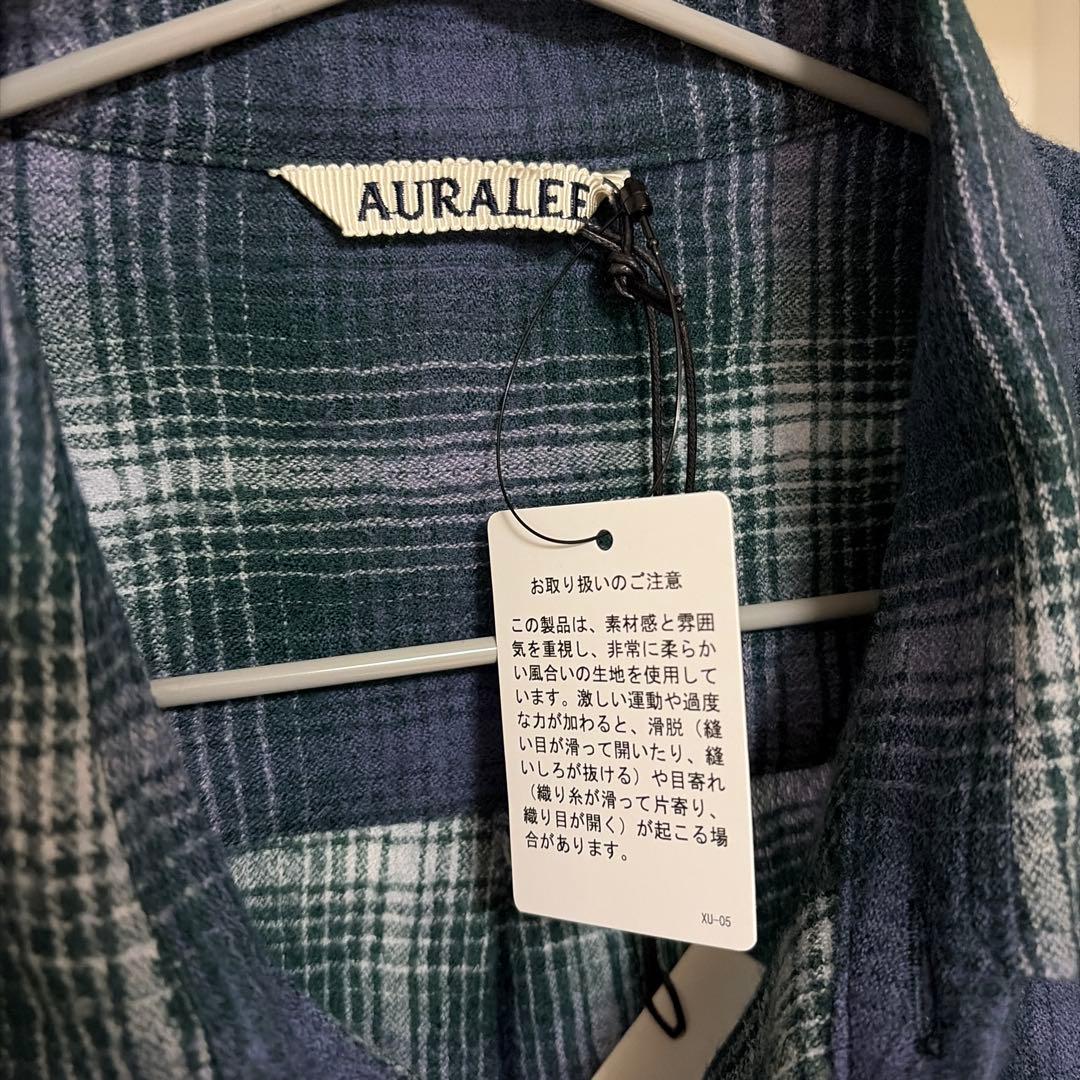 AURALEE
お取り扱いのご注意
この製品は、素材感と雰囲
気を重視し、非常に柔らか
い風合いの生地を使用して
います。激しい運動や過度
な力が加わると、滑脱（縫
い目が滑って開いたり、縫
いしろが抜ける）や目寄れ
（織り糸が滑って片寄り、
織り目が開く）が起こる場
合があります。
XU-05